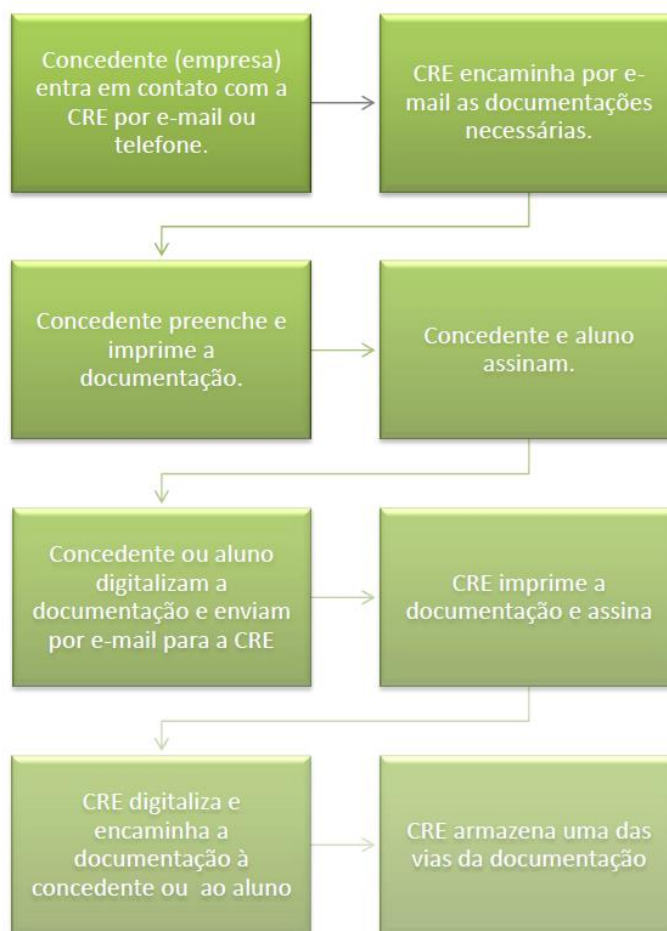 Concedente (empresa)
entra em contato com a
CRE por e-mail ou
telefone.
CRE encaminha por e-
mail as documentações
necessárias.
Concedente preenche e
imprime a
documentação.
Concedente e aluno
assinam.
Concedente ou aluno
digitalizam a
documentação e enviam
por e-mail para a CRE
CRE imprime a
documentação e assina
CRE digitaliza e
encaminha a
documentação à
concedente ou ao aluno
CRE armazena uma das
vias da documentação